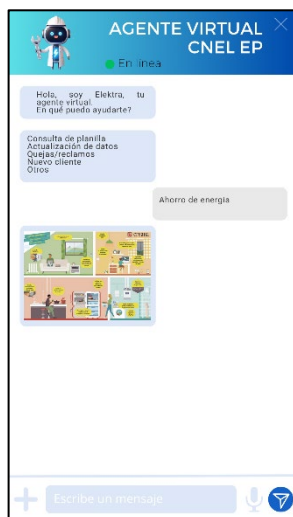 AGENTE VIRTUAL
CNEL EP
En línea
Hola, soy Elektra, tu
agente virtual.
En qué puedo ayudarte?
Consulta de planilla
Actualización de datos
Quejas/reclamos
Nuevo cliente
Otros
Ahorro de energía
Escribe un mensaje